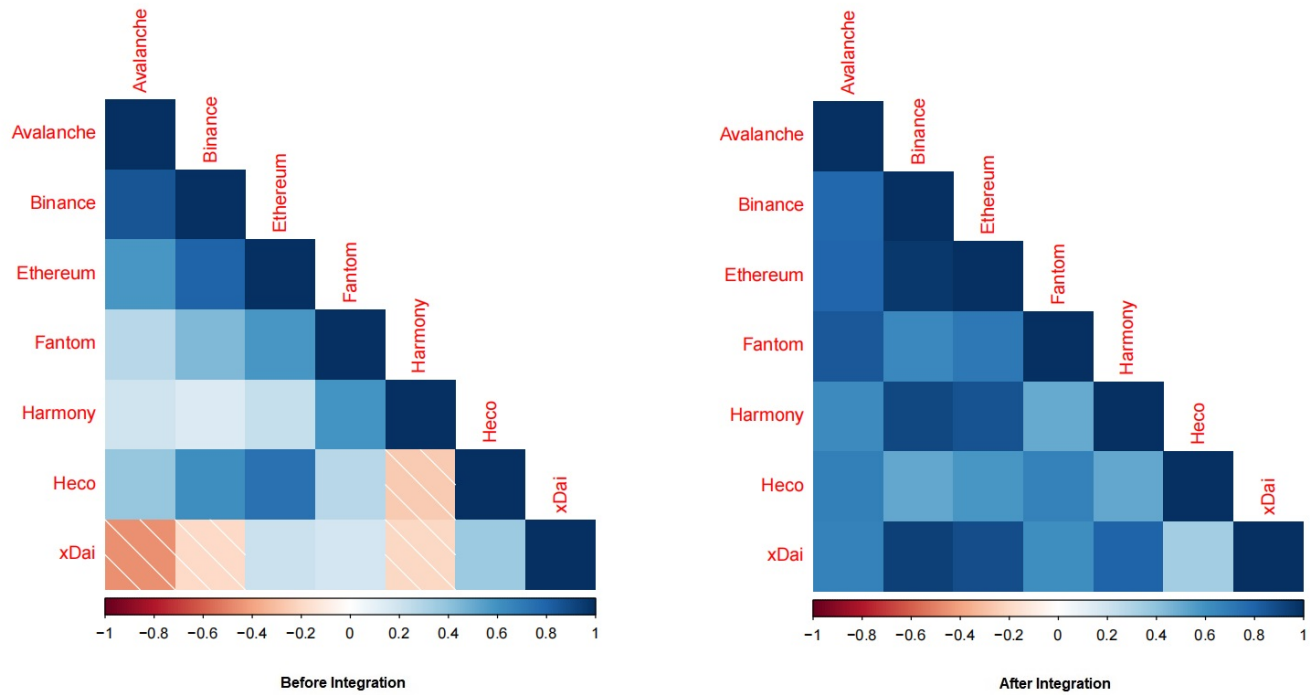 Avalanche
Binance
Ethereum
Fantom
Harmony
Heco
xDai
Avalanche
Binance
Ethereum
Fantom
Harmony
Heco
xDai
−1 −0.8 −0.6 −0.4 −0.2 0 0.2 0.4 0.6 0.8 1
Before Integration
Avalanche
Binance
Ethereum
Fantom
Harmony
Heco
xDai
Avalanche
Binance
Ethereum
Fantom
Harmony
Heco
xDai
−1 −0.8 −0.6 −0.4 −0.2 0 0.2 0.4 0.6 0.8 1
After Integration